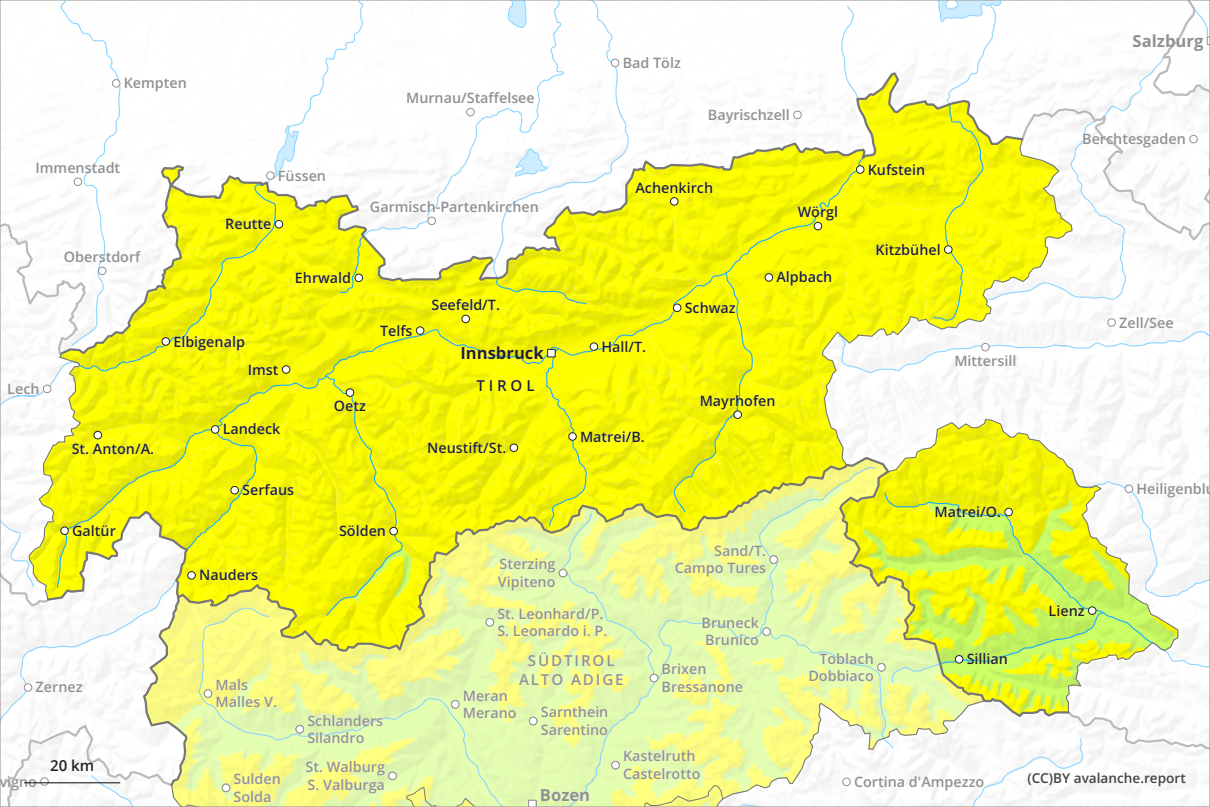 Salzburg
Bad Tölz
Kempten
Murnau/Staffelsee
Bayrischzell
Berchtesgaden
Immenstadt
Füssen
Kufstein
Achenkirch
Garmisch-Partenkirchen
Wörgl
Reutte
Kitzbühel
Oberstdorf
Ehrwald
Alpbach
Seefeld/T.
Schwaz
Telfs
Zell/See
Elbigenalp
Innsbruck
Hall/T.
Mittersill
Imst
TIROL
Lech
Oetz
Mayrhofen
Landeck
St. Anton/A.
Neustift/St.
Matrei/B.
Serfaus
Heiligenblu
Matrei/O.
Galtür
Sölden
Sand/T.
Campo Tures
Sterzing
Vipiteno
Nauders
St. Leonhard/P.
S. Leonardo i. P.
Bruneck
Brunico
Lienz
SÜDTIROL
ALTO ADIGE
Sillian
Toblach
Dobbiaco
Brixen
Bressanone
Zernez
Mals
Malles V.
Meran
Merano
Sarnthein
Sarentino
Schlanders
Silandro
Kastelruth
Castelrotto
St. Walburg
S. Valburga
20 km
vigno
Sulden
Solda
Cortina d'Ampezzo
(CC)BY avalanche.report
Bozen